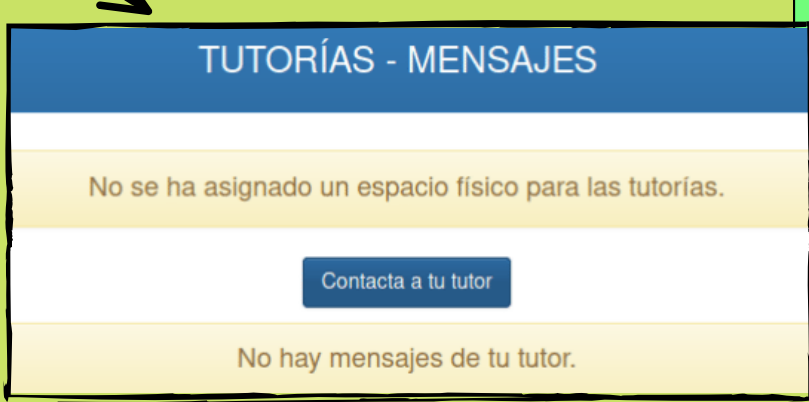 TUTORÍAS - MENSAJES
No se ha asignado un espacio físico para las tutorías.
Contacta a tu tutor
No hay mensajes de tu tutor.